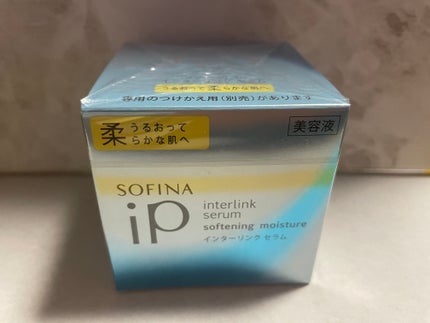 うるおって
柔らかな肌へ
専用のつけかえ用(別売)があります
柔 うるおって
らかな肌へ
美容液
SOFINA
iP
interlink
serum
softening moisture
インターリンク セラム